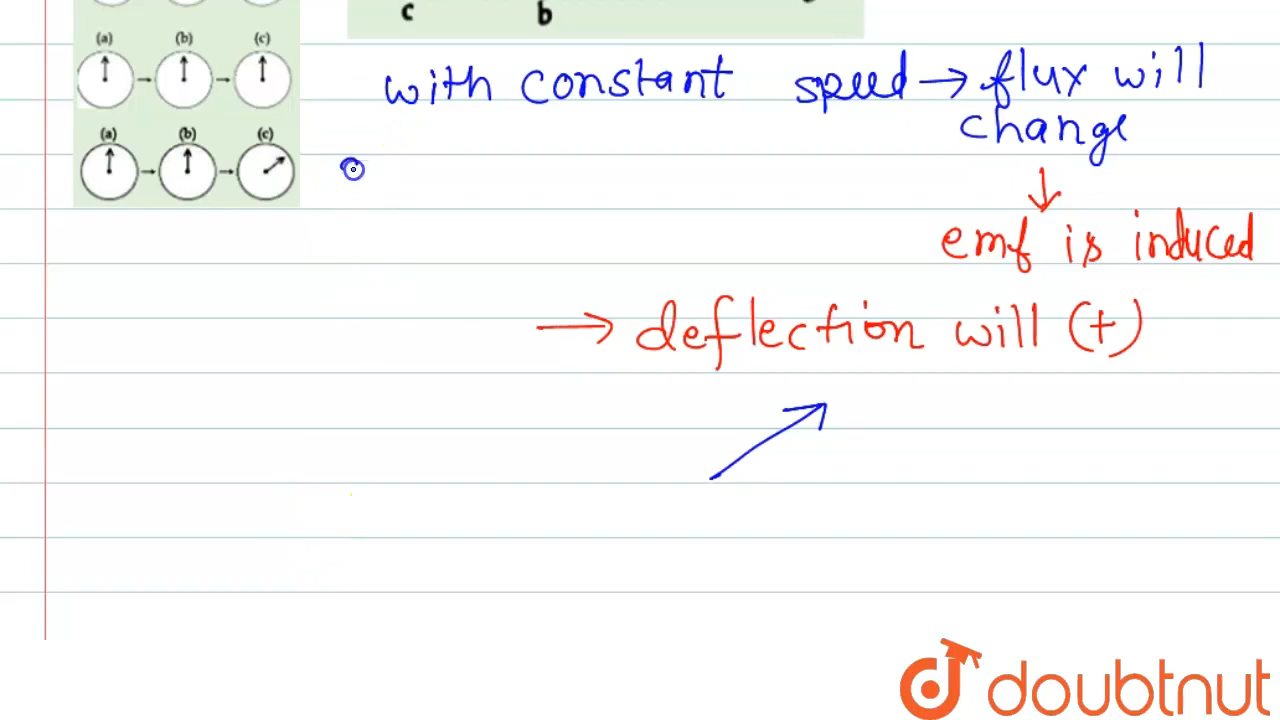 c b
(a) (b) (c)
with constant speed → flux will
change
(a) (b) (c)
↓
emf is induced
→ deflection will (+)
doubtnut